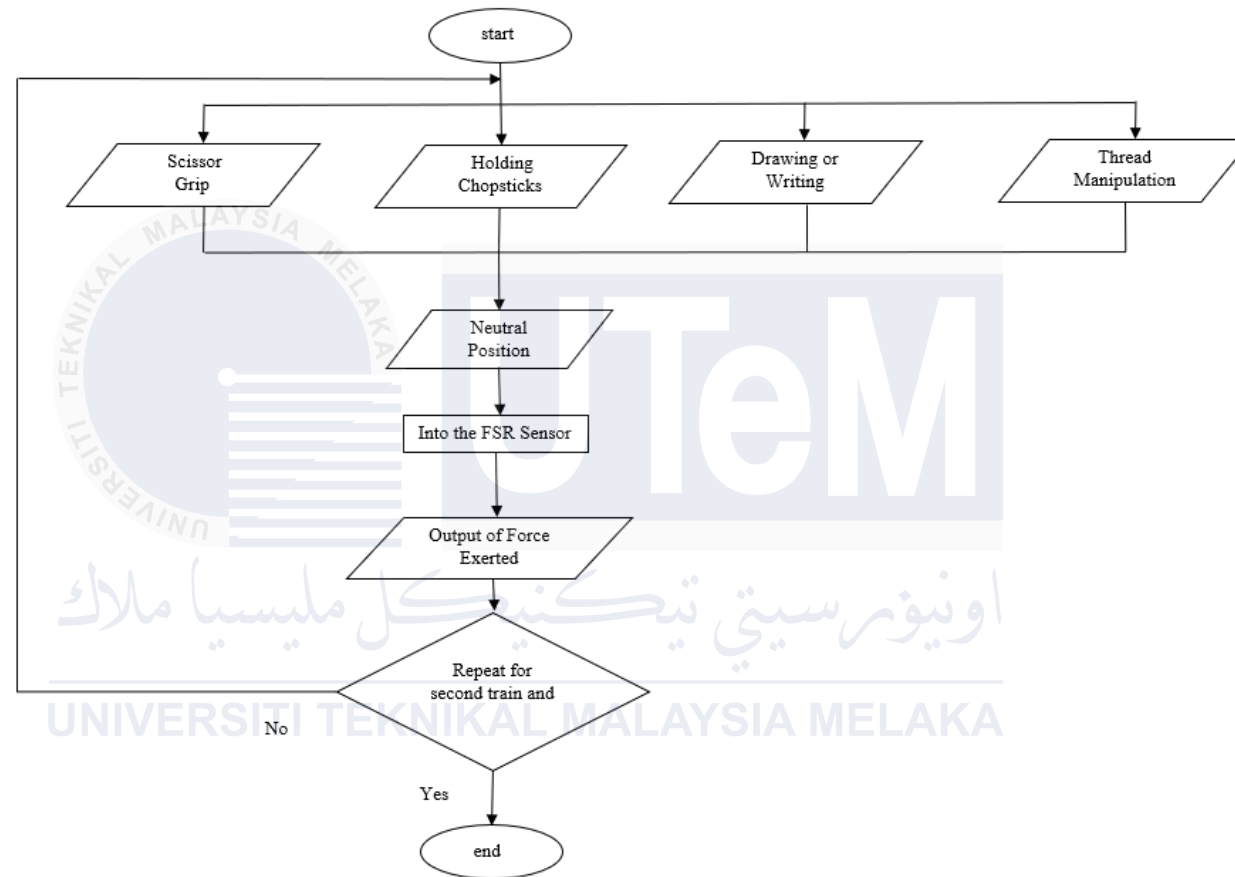 start
Scissor
Grip
Holding
Chopsticks
Drawing or
Writing
Thread
Manipulation
Neutral
Position
Into the FSR Sensor
Output of Force
Exerted
Repeat for
second train and
No
Yes
end
UNIVERSITI TEKNIKAL MALAYSIA MELAKA
UTeM
اونيۏرسيتي تيكنيكل مليسيا ملاك
UNIVERSITI TEKNIKAL MALAYSIA MELAKA